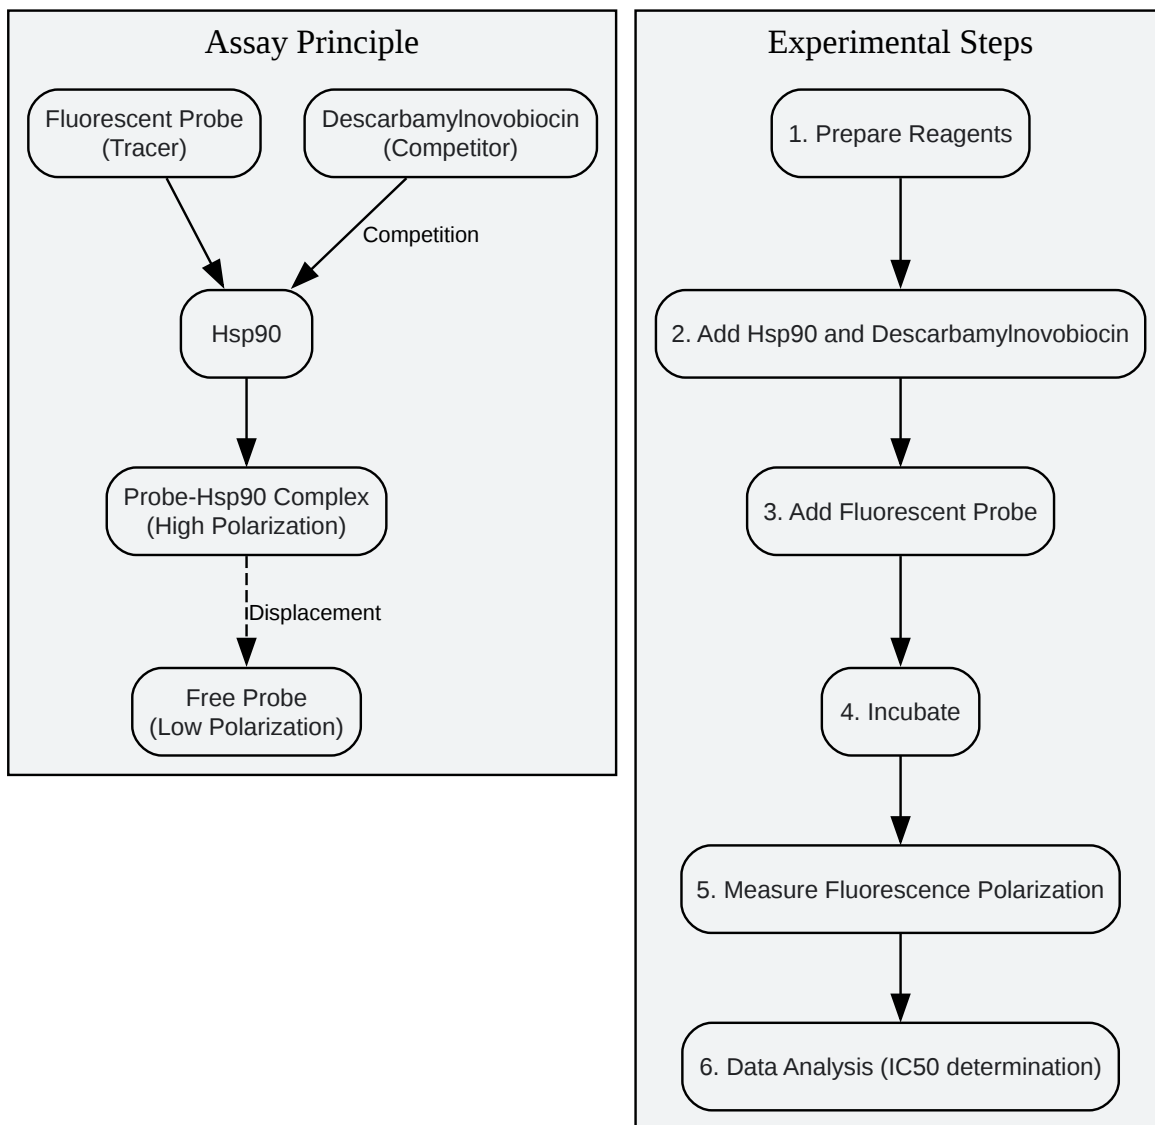 Assay Principle
Fluorescent Probe
(Tracer)
Descarbamylnovobiocin
(Competitor)
Competition
Hsp90
Probe-Hsp90 Complex
(High Polarization)
Displacement
Free Probe
(Low Polarization)
Experimental Steps
1. Prepare Reagents
2. Add Hsp90 and Descarbamylnovobiocin
3. Add Fluorescent Probe
4. Incubate
5. Measure Fluorescence Polarization
6. Data Analysis (IC50 determination)